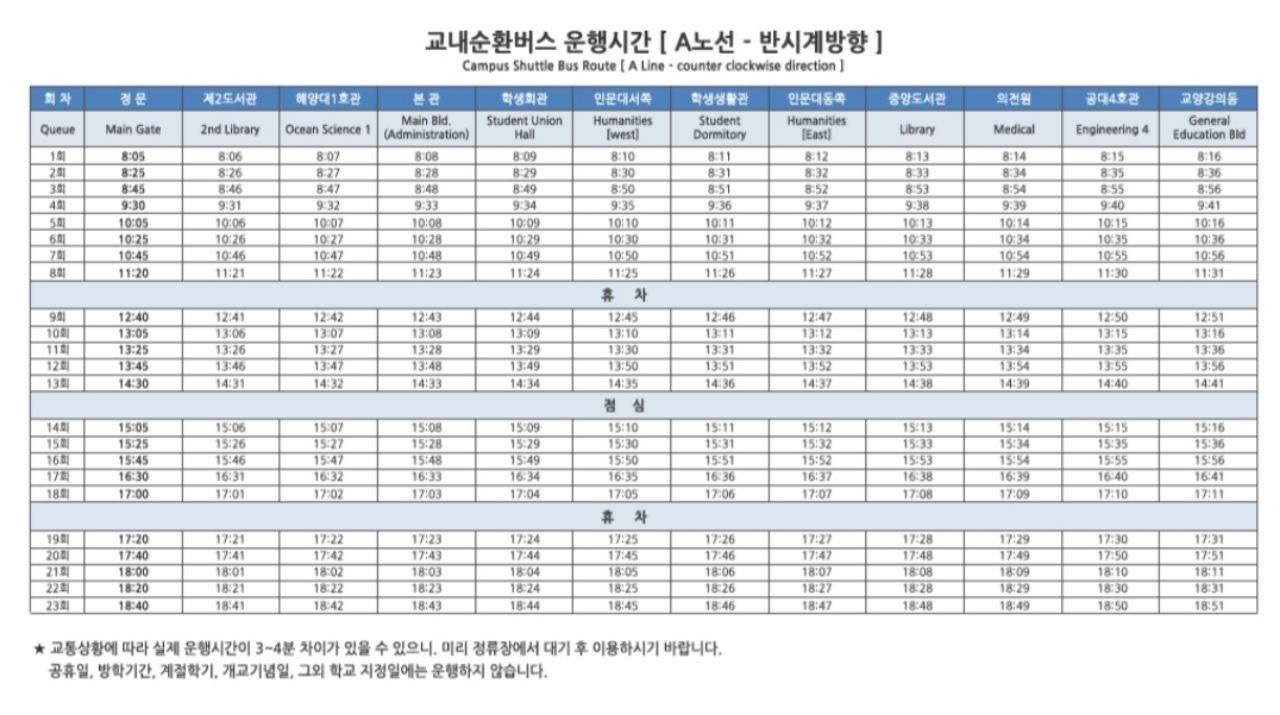 교내순환버스 운행시간 [ A노선 - 반시계방향 ]
Campus Shuttle Bus Route [ A Line - counter clockwise direction ]
회 차 정 문 제2도서관 해양대1호관 본 관 학생회관 인문대서쪽 학생생활관 인문대동쪽 중앙도서관 의전원 공대4호관 교양강의동
Queue Main Gate 2nd Library Ocean Science 1 Main Bld. (Administration) Student Union Hall Humanities [west] Student Dormitory Humanities [East] Library Medical Engineering 4 General Education Bld
1회 8:05 8:06 8:07 8:08 8:09 8:10 8:11 8:12 8:13 8:14 8:15 8:16
2회 8:25 8:26 8:27 8:28 8:29 8:30 8:31 8:32 8:33 8:34 8:35 8:36
3회 8:45 8:46 8:47 8:48 8:49 8:50 8:51 8:52 8:53 8:54 8:55 8:56
4회 9:30 9:31 9:32 9:33 9:34 9:35 9:36 9:37 9:38 9:39 9:40 9:41
5회 10:05 10:06 10:07 10:08 10:09 10:10 10:11 10:12 10:13 10:14 10:15 10:16
6회 10:25 10:26 10:27 10:28 10:29 10:30 10:31 10:32 10:33 10:34 10:35 10:36
7회 10:45 10:46 10:47 10:48 10:49 10:50 10:51 10:52 10:53 10:54 10:55 10:56
8회 11:20 11:21 11:22 11:23 11:24 11:25 11:26 11:27 11:28 11:29 11:30 11:31
휴 차
9회 12:40 12:41 12:42 12:43 12:44 12:45 12:46 12:47 12:48 12:49 12:50 12:51
10회 13:05 13:06 13:07 13:08 13:09 13:10 13:11 13:12 13:13 13:14 13:15 13:16
11회 13:25 13:26 13:27 13:28 13:29 13:30 13:31 13:32 13:33 13:34 13:35 13:36
12회 13:45 13:46 13:47 13:48 13:49 13:50 13:51 13:52 13:53 13:54 13:55 13:56
13회 14:30 14:31 14:32 14:33 14:34 14:35 14:36 14:37 14:38 14:39 14:40 14:41
점 심
14회 15:05 15:06 15:07 15:08 15:09 15:10 15:11 15:12 15:13 15:14 15:15 15:16
15회 15:25 15:26 15:27 15:28 15:29 15:30 15:31 15:32 15:33 15:34 15:35 15:36
16회 15:45 15:46 15:47 15:48 15:49 15:50 15:51 15:52 15:53 15:54 15:55 15:56
17회 16:30 16:31 16:32 16:33 16:34 16:35 16:36 16:37 16:38 16:39 16:40 16:41
18회 17:00 17:01 17:02 17:03 17:04 17:05 17:06 17:07 17:08 17:09 17:10 17:11
휴 차
19회 17:20 17:21 17:22 17:23 17:24 17:25 17:26 17:27 17:28 17:29 17:30 17:31
20회 17:40 17:41 17:42 17:43 17:44 17:45 17:46 17:47 17:48 17:49 17:50 17:51
21회 18:00 18:01 18:02 18:03 18:04 18:05 18:06 18:07 18:08 18:09 18:10 18:11
22회 18:20 18:21 18:22 18:23 18:24 18:25 18:26 18:27 18:28 18:29 18:30 18:31
23회 18:40 18:41 18:42 18:43 18:44 18:45 18:46 18:47 18:48 18:49 18:50 18:51
★ 교통상황에 따라 실제 운행시간이 3~4분 차이가 있을 수 있으니. 미리 정류장에서 대기 후 이용하시기 바랍니다.
공휴일, 방학기간, 계절학기, 개교기념일, 그외 학교 지정일에는 운행하지 않습니다.